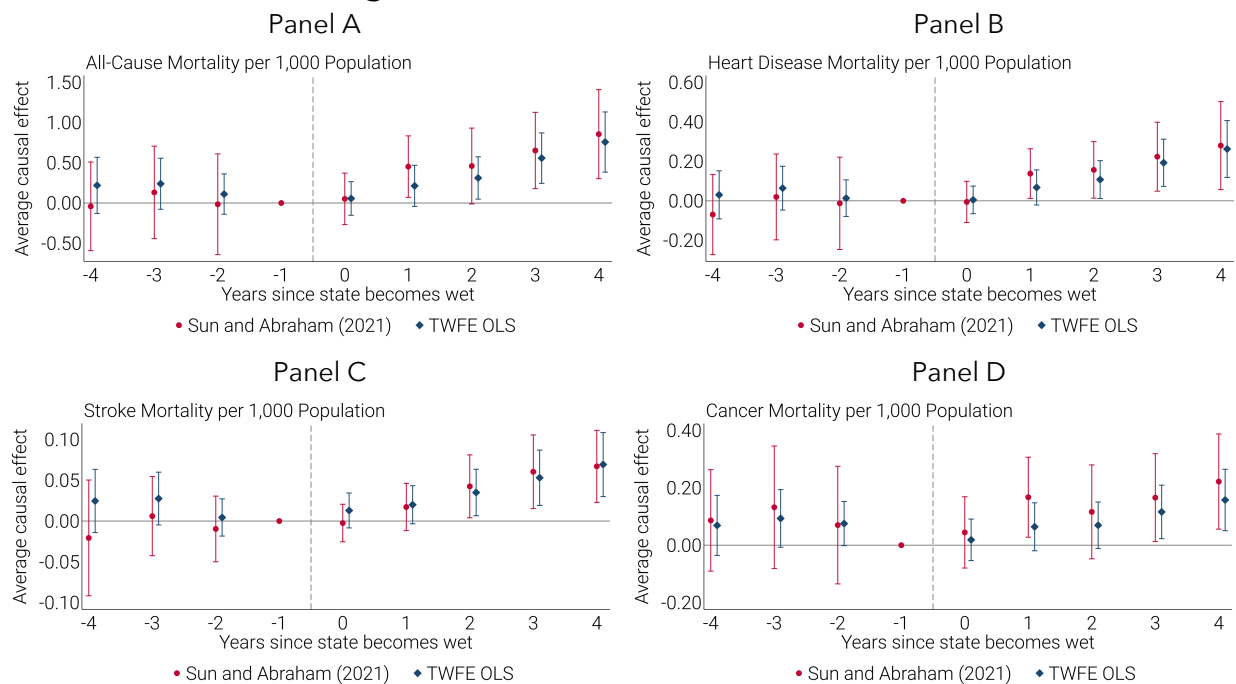 Panel A
All-Cause Mortality per 1,000 Population
Average causal effect
1.50
1.00
0.50
0.00
-0.50
-4 -3 -2 -1 0 1 2 3 4
Years since state becomes wet
Sun and Abraham (2021) TWFE OLS
Panel B
Heart Disease Mortality per 1,000 Population
Average causal effect
0.60
0.40
0.20
0.00
-0.20
-4 -3 -2 -1 0 1 2 3 4
Years since state becomes wet
Sun and Abraham (2021) TWFE OLS
Panel C
Stroke Mortality per 1,000 Population
Average causal effect
0.10
0.05
0.00
-0.05
-0.10
-4 -3 -2 -1 0 1 2 3 4
Years since state becomes wet
Sun and Abraham (2021) TWFE OLS
Panel D
Cancer Mortality per 1,000 Population
Average causal effect
0.40
0.20
0.00
-0.20
-4 -3 -2 -1 0 1 2 3 4
Years since state becomes wet
Sun and Abraham (2021) TWFE OLS